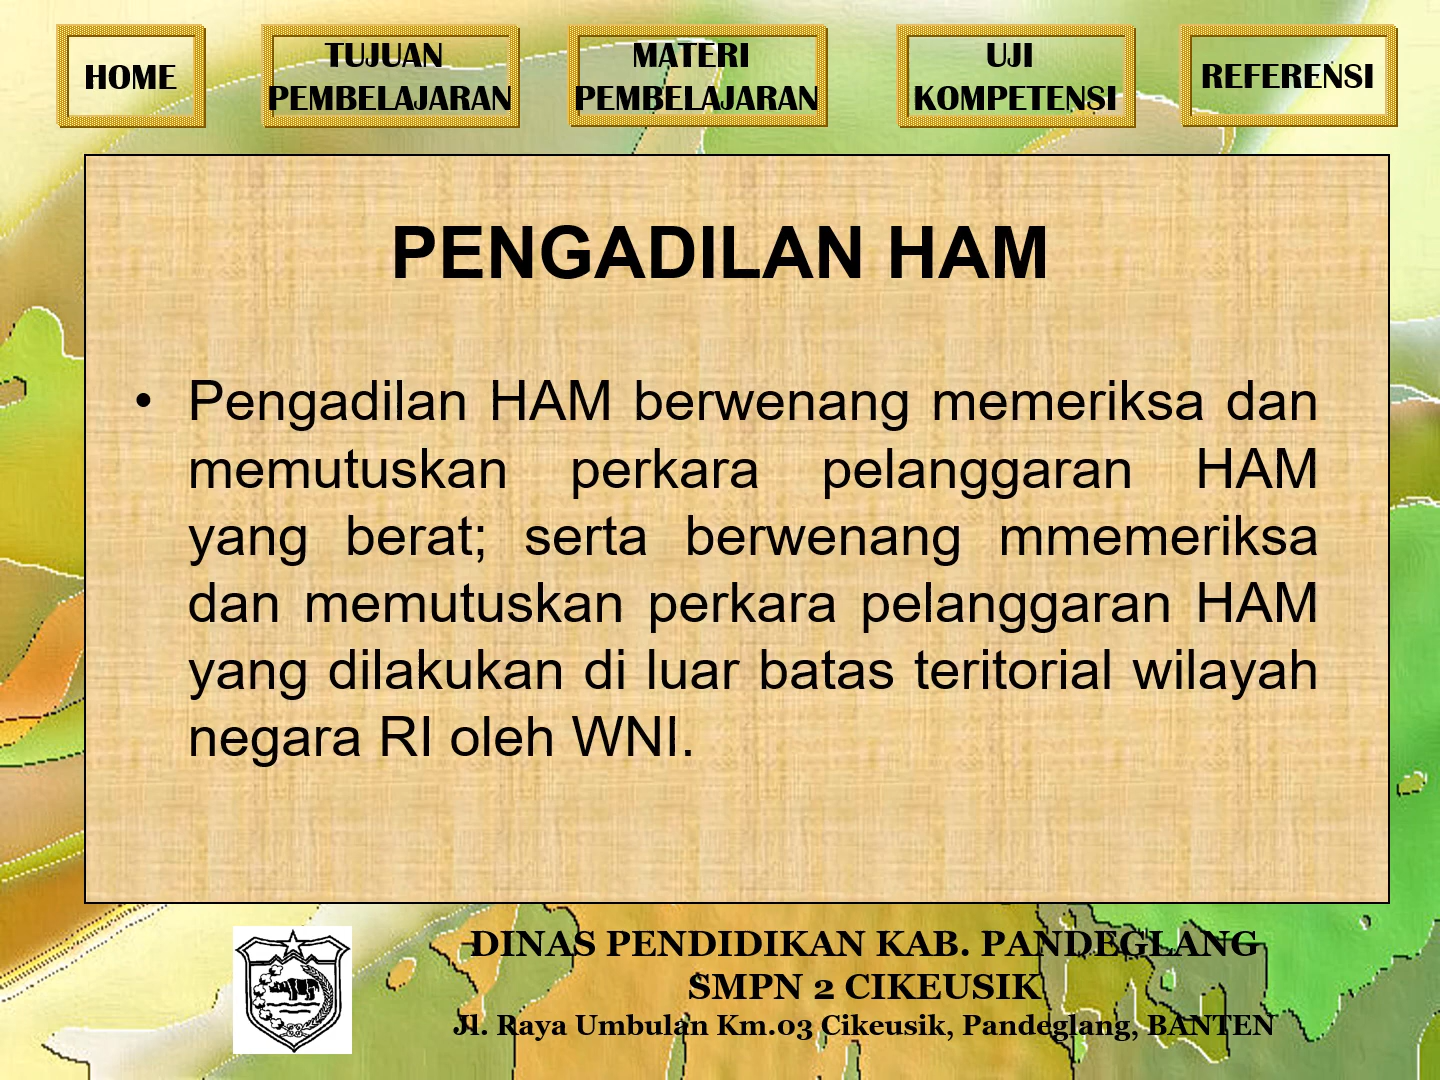 HOME
TUJUAN
PEMBELAJARAN
MATERI
PEMBELAJARAN
UJI
KOMPETENSI
REFERENSI
PENGADILAN HAM
• Pengadilan HAM berwenang memeriksa dan
memutuskan perkara pelanggaran HAM
yang berat; serta berwenang mmemeriksa
dan memutuskan perkara pelanggaran HAM
yang dilakukan di luar batas teritorial wilayah
negara RI oleh WNI.
DINAS PENDIDIKAN KAB. PANDEGLANG
SMPN 2 CIKEUSIK
Jl. Raya Umbulan Km.03 Cikeusik, Pandeglang, BANTEN